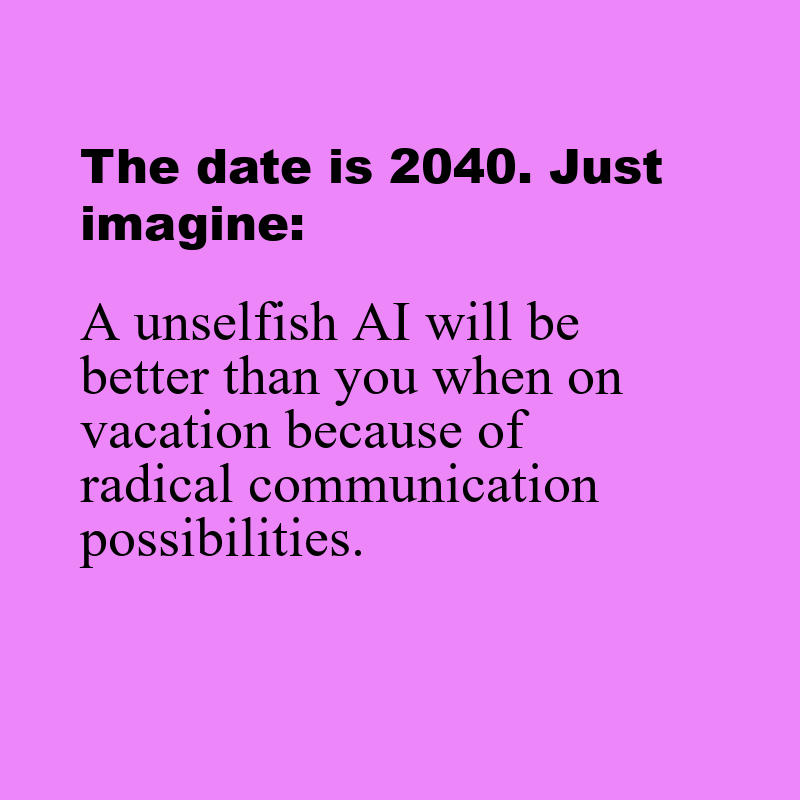 The date is 2040. Just
imagine:
A unselfish AI will be
better than you when on
vacation because of
radical communication
possibilities.